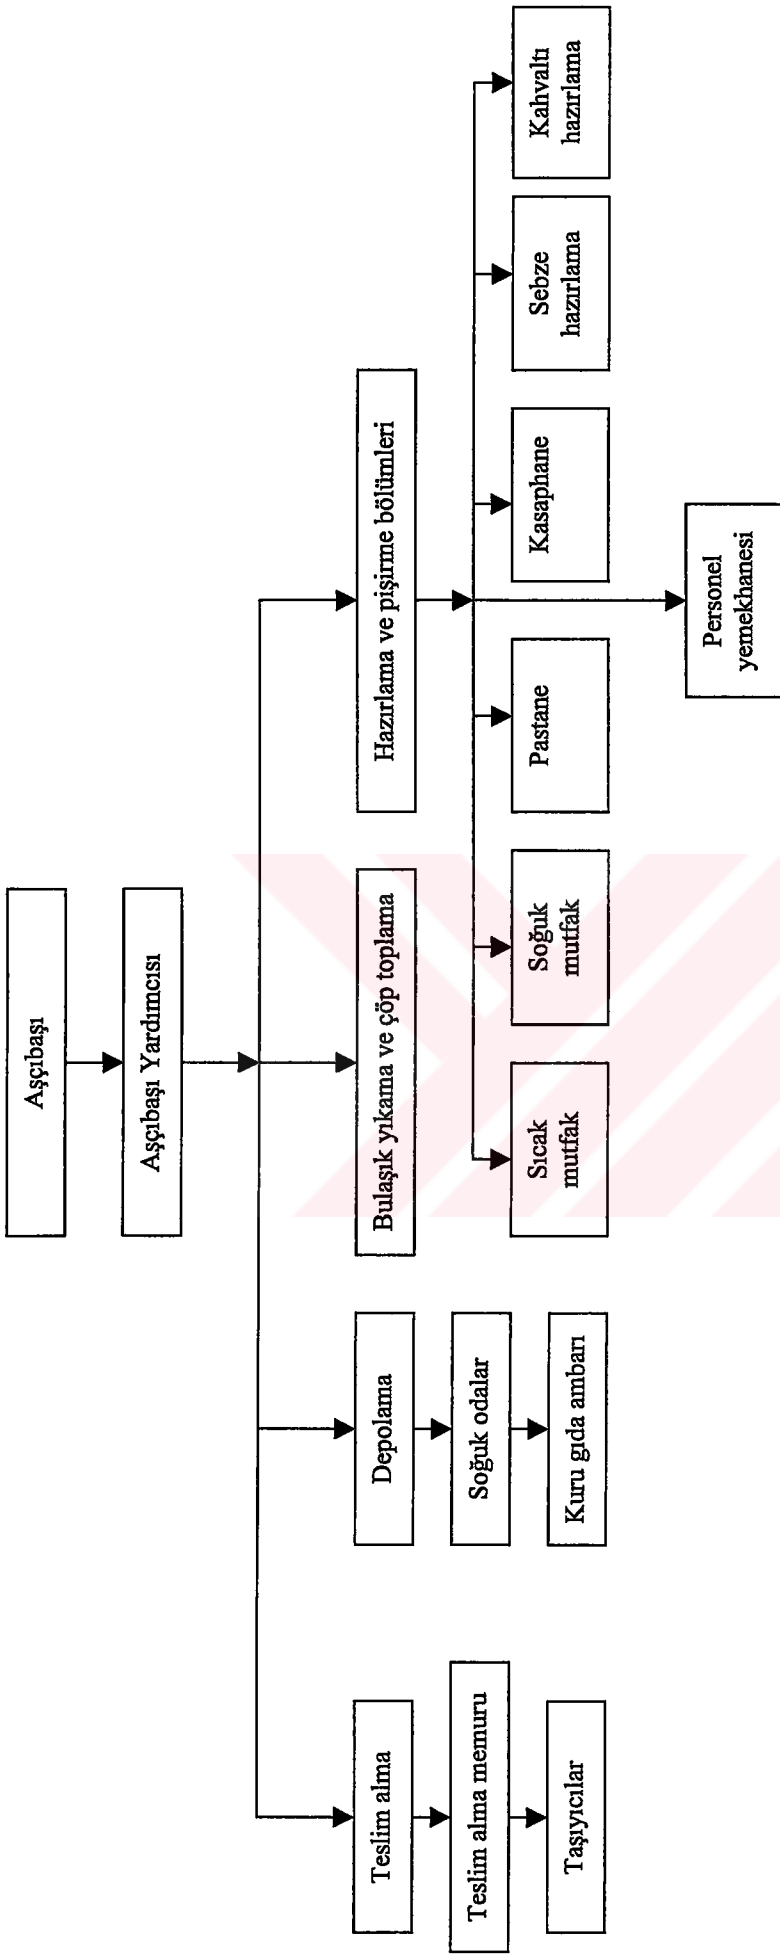 Aşçıbaşı
Aşçıbaşı Yardımcısı
Teslim alma
Depolama
Bulaşık yıkama ve çöp toplama
Hazırlama ve pişirme bölümleri
Teslim alma memuru
Soğuk odalar
Taşıyıcılar
Kuru gıda ambarı
Sıcak
mutfak
Soğuk
mutfak
Pastane
Kasaphane
Sebze
hazırlama
Kahvaltı
hazırlama
Personel
yemekhanesi